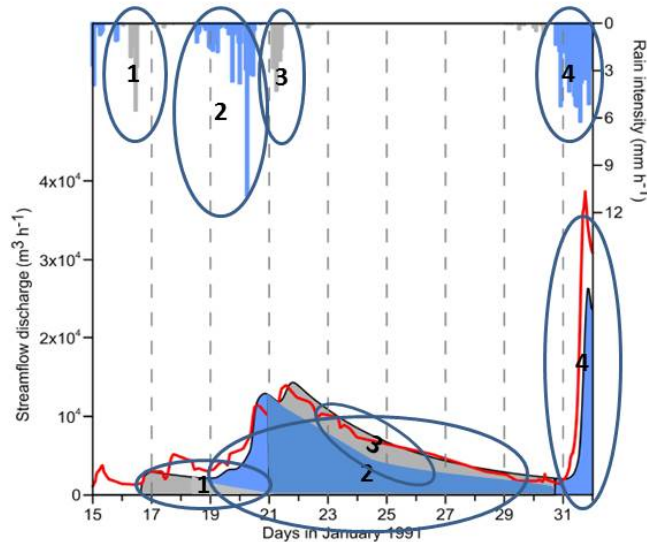 0
3
6
9
12
Rain intensity (mm h⁻¹)
1
2
3
4
4x10⁴
3x10⁴
2x10⁴
10⁴
0
Streamflow discharge (m³ h⁻¹)
1
2
3
4
15 17 19 21 23 25 27 29 31
Days in January 1991